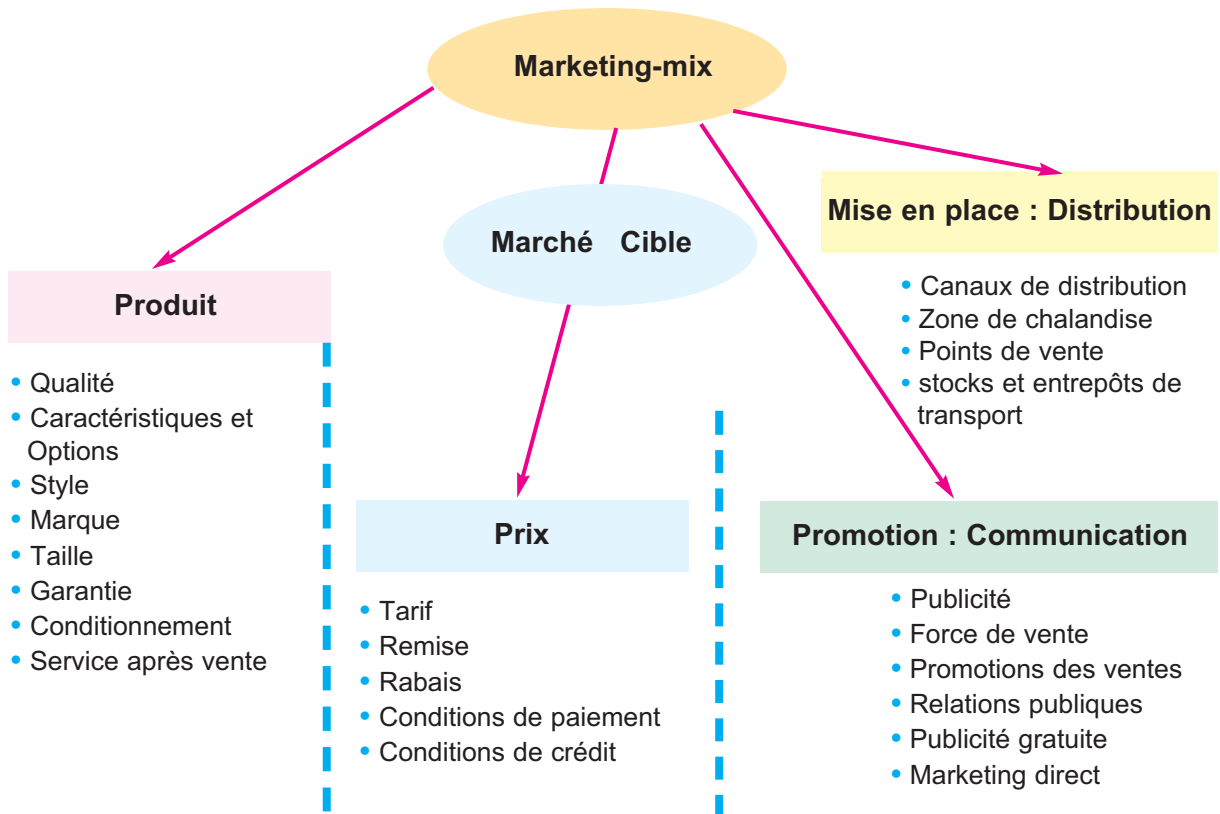 Marketing-mix
Marché Cible
Mise en place : Distribution
• Canaux de distribution
• Zone de chalandise
• Points de vente
• stocks et entrepôts de
transport
Produit
• Qualité
• Caractéristiques et
Options
• Style
• Marque
• Taille
• Garantie
• Conditionnement
• Service après vente
Prix
• Tarif
• Remise
• Rabais
• Conditions de paiement
• Conditions de crédit
Promotion : Communication
• Publicité
• Force de vente
• Promotions des ventes
• Relations publiques
• Publicité gratuite
• Marketing direct